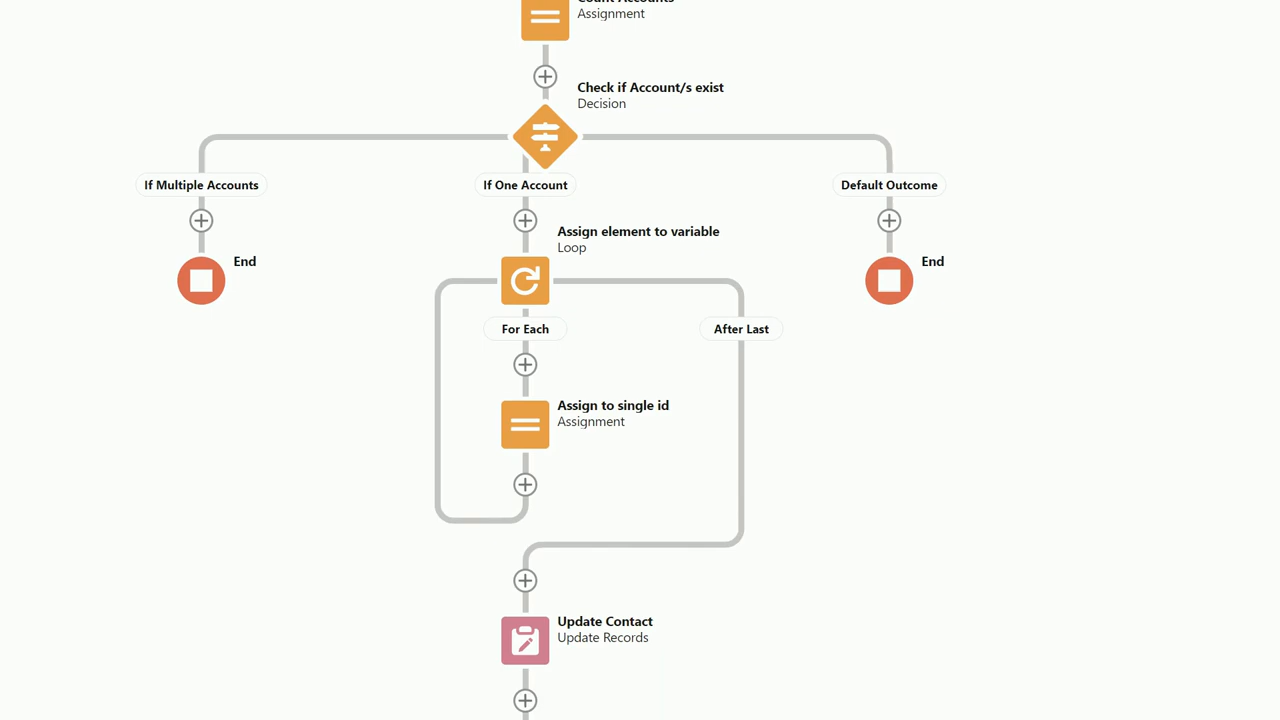 Count Accounts
Assignment
Check if Account/s exist
Decision
If Multiple Accounts
If One Account
Default Outcome
End
Assign element to variable
Loop
End
For Each
After Last
Assign to single id
Assignment
Update Contact
Update Records